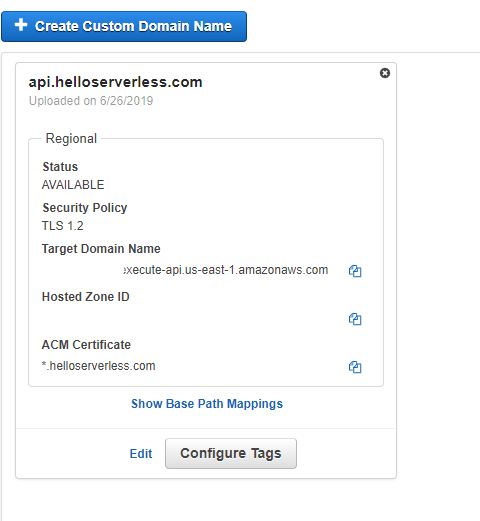 Create Custom Domain Name
api.helloserverless.com
Uploaded on 6/26/2019
Regional
Status
AVAILABLE
Security Policy
TLS 1.2
Target Domain Name
execute-api.us-east-1.amazonaws.com
Hosted Zone ID
ACM Certificate
*.helloserverless.com
Show Base Path Mappings
Edit Configure Tags